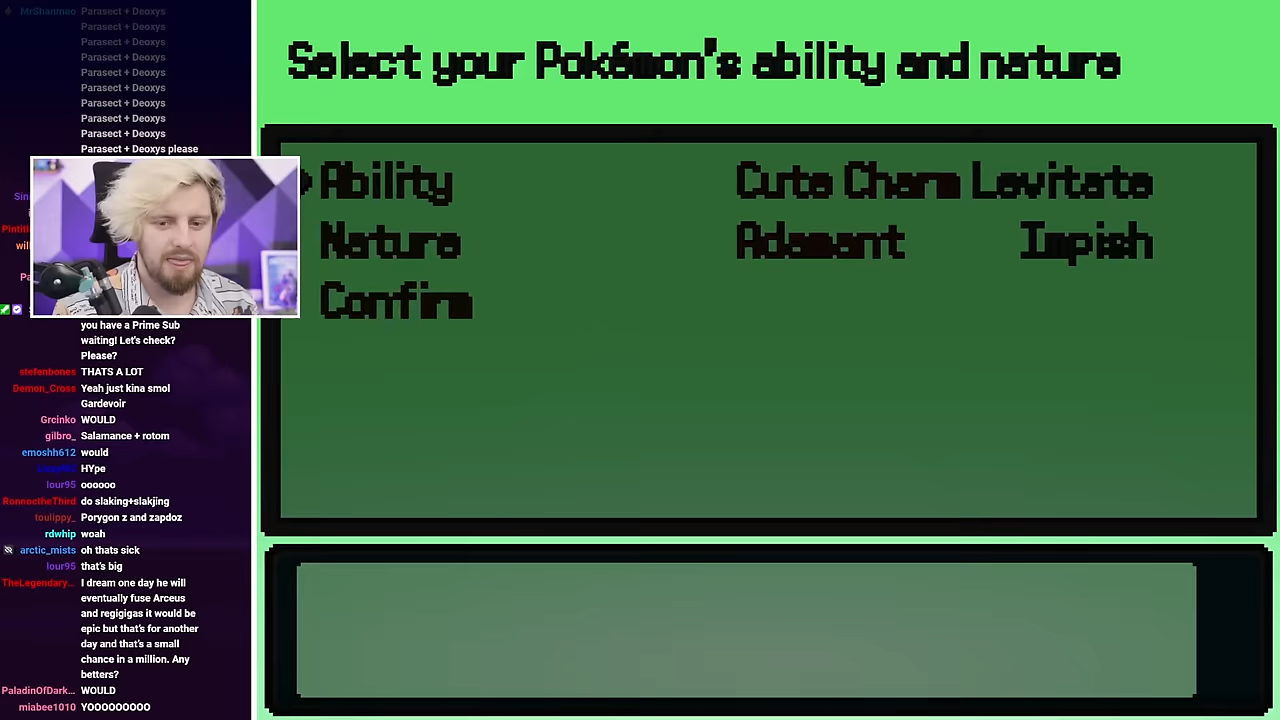 MrShanmao Parasect + Deoxys
Parasect + Deoxys
Parasect + Deoxys
Parasect + Deoxys
Parasect + Deoxys
Parasect + Deoxys
Parasect + Deoxys
Parasect + Deoxys
Parasect + Deoxys
Parasect + Deoxys please
you have a Prime Sub
waiting! Let's check?
Please?
stefenbones THATS A LOT
Demon_Cross Yeah just kina smol
Gardevoir
Grcinko WOULD
gilbro_ Salamance + rotom
emoshh612 would
HYpe
lour95 oooooo
RonnoctheThird do slaking+slakjing
toulippy_ Porygon z and zapdoz
rdwhip woah
arctic_mists oh thats sick
lour95 that's big
TheLegendary... I dream one day he will
eventually fuse Arceus
and regigigas it would be
epic but that's for another
day and that's a small
chance in a million. Any
betters?
PaladinOfDark... WOULD
miabee1010 YOOOOOOOOO
Select your Pokémon's ability and nature
Ability Cute Charm Levitate
Nature Adamant Impish
Confirm